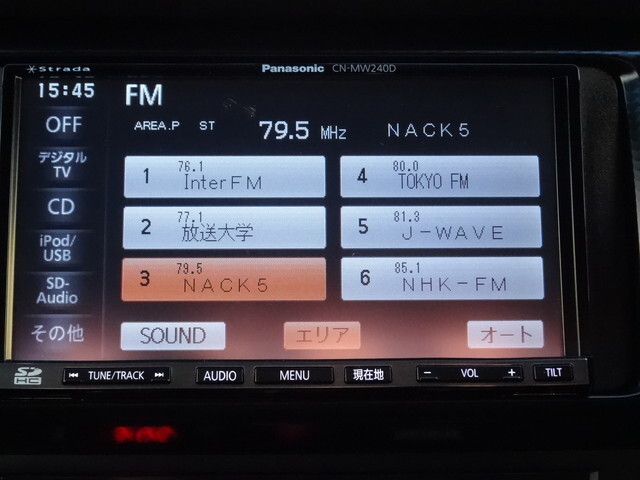 Strada Panasonic CN-MW240D
15:45 FM
OFF
AREA.P ST 79.5 MHz NACK5
デジタル
TV
CD
iPod/
USB
SD-
Audio
その他
1 76.1 InterFM
2 77.1 放送大学
3 79.5 NACK5
4 80.0 TOKYO FM
5 81.3 J-WAVE
6 85.1 NHK-FM
SOUND エリア オート
SD HC TUNE/TRACK AUDIO MENU 現在地 - VOL + TILT